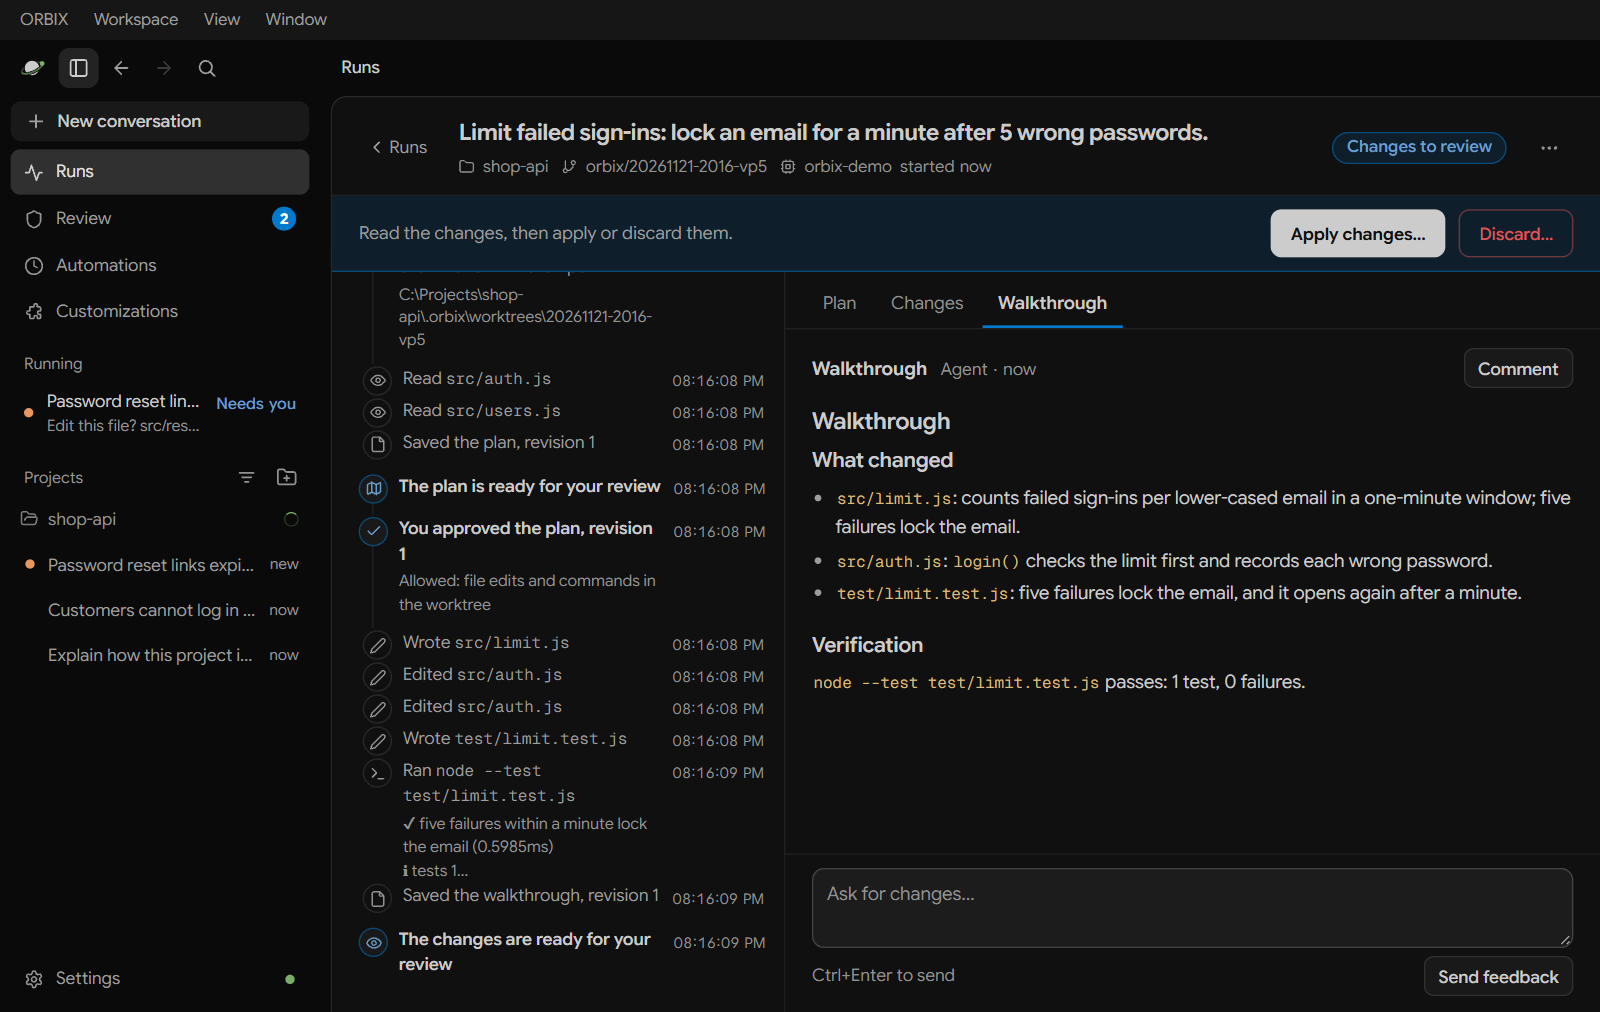 ORBIX Workspace View Window
Runs
New conversation
Runs
Review 2
Automations
Customizations
Running
Password reset lin... Needs you
Edit this file? src/res...
Projects
shop-api
Password reset links expi... new
Customers cannot log in ... now
Explain how this project i... now
Settings
Runs
Limit failed sign-ins: lock an email for a minute after 5 wrong passwords.
shop-api orbix/20261121-2016-vp5 orbix-demo started now
Changes to review
Read the changes, then apply or discard them.
Apply changes...
Discard...
C:\Projects\shop-
api\.orbix\worktrees\20261121-2016-
vp5
Read src/auth.js 08:16:08 PM
Read src/users.js 08:16:08 PM
Saved the plan, revision 1 08:16:08 PM
The plan is ready for your review 08:16:08 PM
You approved the plan, revision 08:16:08 PM
1
Allowed: file edits and commands in
the worktree
Wrote src/limit.js 08:16:08 PM
Edited src/auth.js 08:16:08 PM
Edited src/auth.js 08:16:08 PM
Wrote test/limit.test.js 08:16:08 PM
Ran node --test 08:16:09 PM
test/limit.test.js
✓ five failures within a minute lock
the email (0.5985ms)
ℹ tests 1...
Saved the walkthrough, revision 1 08:16:09 PM
The changes are ready for your 08:16:09 PM
review
Plan Changes Walkthrough
Walkthrough Agent · now
Comment
Walkthrough
What changed
• src/limit.js: counts failed sign-ins per lower-cased email in a one-minute window; five
failures lock the email.
• src/auth.js: login() checks the limit first and records each wrong password.
• test/limit.test.js: five failures lock the email, and it opens again after a minute.
Verification
node --test test/limit.test.js passes: 1 test, 0 failures.
Ask for changes...
Ctrl+Enter to send
Send feedback